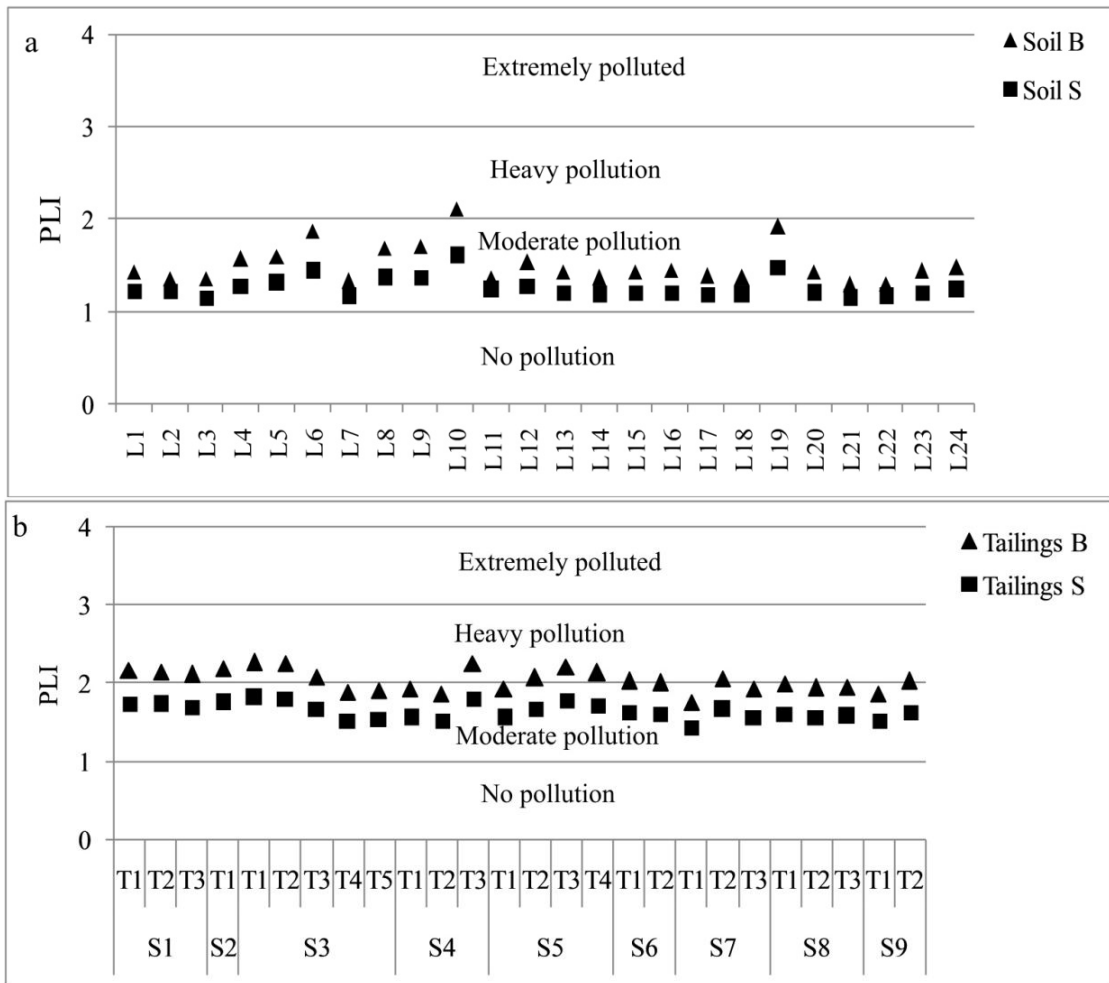 a
4
Extremely polluted
3
Heavy pollution
2
Moderate pollution
1
No pollution
0
PLI
▲ Soil B
■ Soil S
L1 L2 L3 L4 L5 L6 L7 L8 L9 L10 L11 L12 L13 L14 L15 L16 L17 L18 L19 L20 L21 L22 L23 L24
b
4
Extremely polluted
3
Heavy pollution
2
Moderate pollution
1
No pollution
0
PLI
▲ Tailings B
■ Tailings S
T1 T2 T3 T1 T1 T2 T3 T4 T5 T1 T2 T3 T1 T2 T3 T4 T1 T2 T1 T2 T3 T1 T2 T3 T1 T2
S1 S2 S3 S4 S5 S6 S7 S8 S9